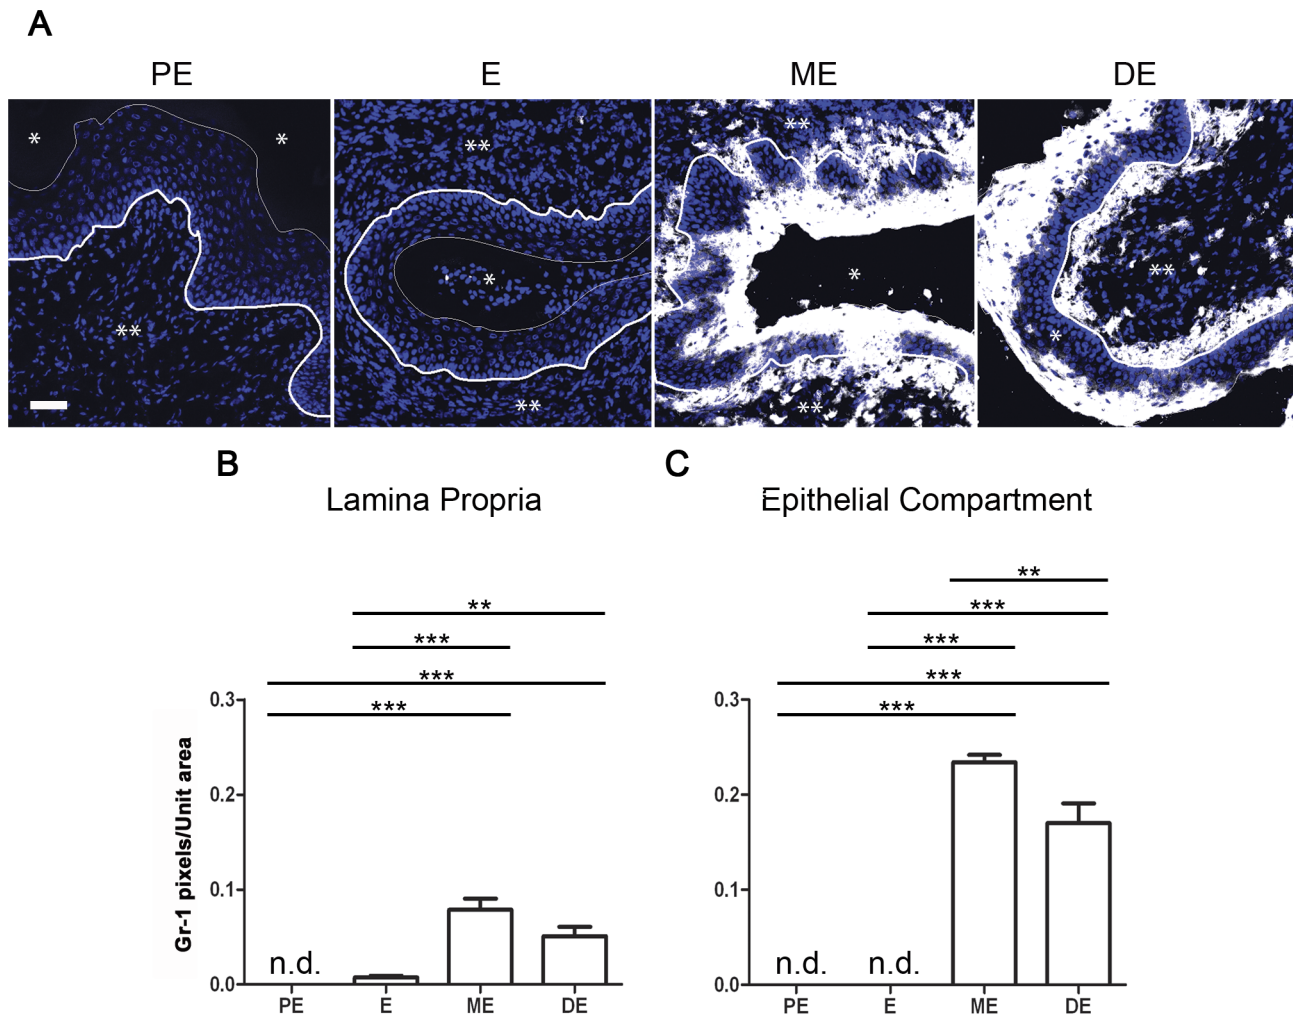 A
PE E ME DE
* * ** ** * ** ** * ** ** *
B C
Lamina Propria Epithelial Compartment
**
** ***
*** ***
*** ***
*** ***
Gr-1 pixels/Unit area
0.3 0.3
0.2 0.2
0.1 0.1
0.0 0.0
n.d. n.d. n.d.
PE E ME DE PE E ME DE